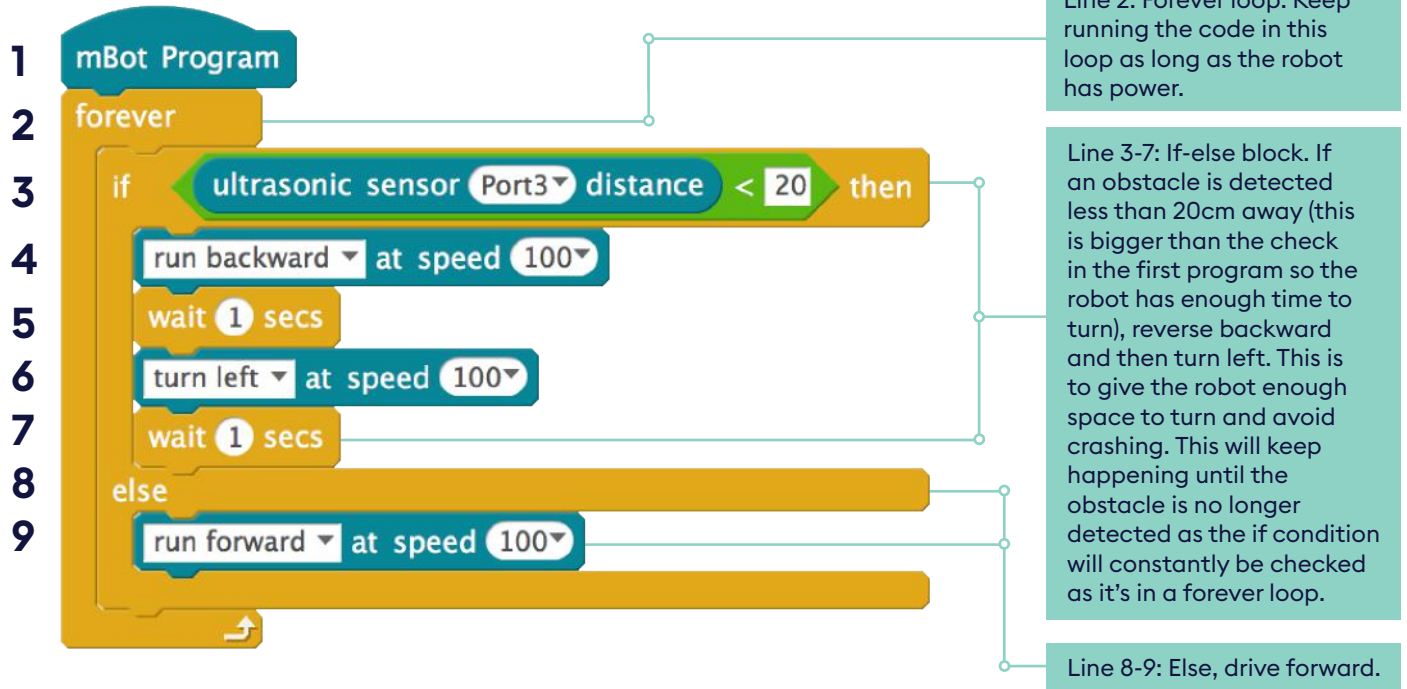 1 mBot Program
2 forever
3 if ultrasonic sensor Port3 distance < 20 then
4 run backward at speed 100
5 wait 1 secs
6 turn left at speed 100
7 wait 1 secs
8 else
9 run forward at speed 100
Line 2: Forever loop. Keep
running the code in this
loop as long as the robot
has power.
Line 3-7: If-else block. If
an obstacle is detected
less than 20cm away (this
is bigger than the check
in the first program so the
robot has enough time to
turn), reverse backward
and then turn left. This is
to give the robot enough
space to turn and avoid
crashing. This will keep
happening until the
obstacle is no longer
detected as the if condition
will constantly be checked
as it's in a forever loop.
Line 8-9: Else, drive forward.